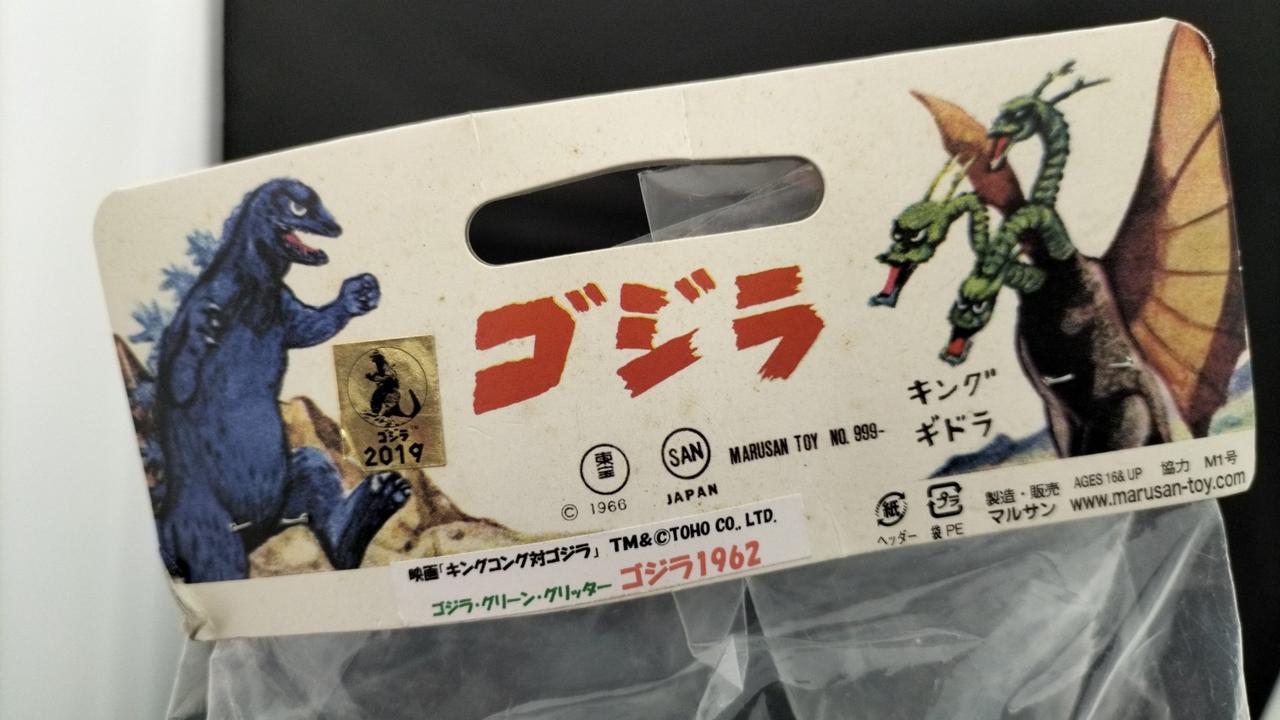 ゴジラ
ゴジラ
2019
東宝
© 1966
SAN
JAPAN
MARUSAN TOY NO. 999-
キング
ギドラ
映画「キングコング対ゴジラ」 TM&©TOHO CO., LTD.
ゴジラ・グリーン・グリッター ゴジラ1962
紙
ヘッダー
プラ
袋 PE
製造・販売
マルサン
AGES 16& UP 協力 M1号
www.marusan-toy.com